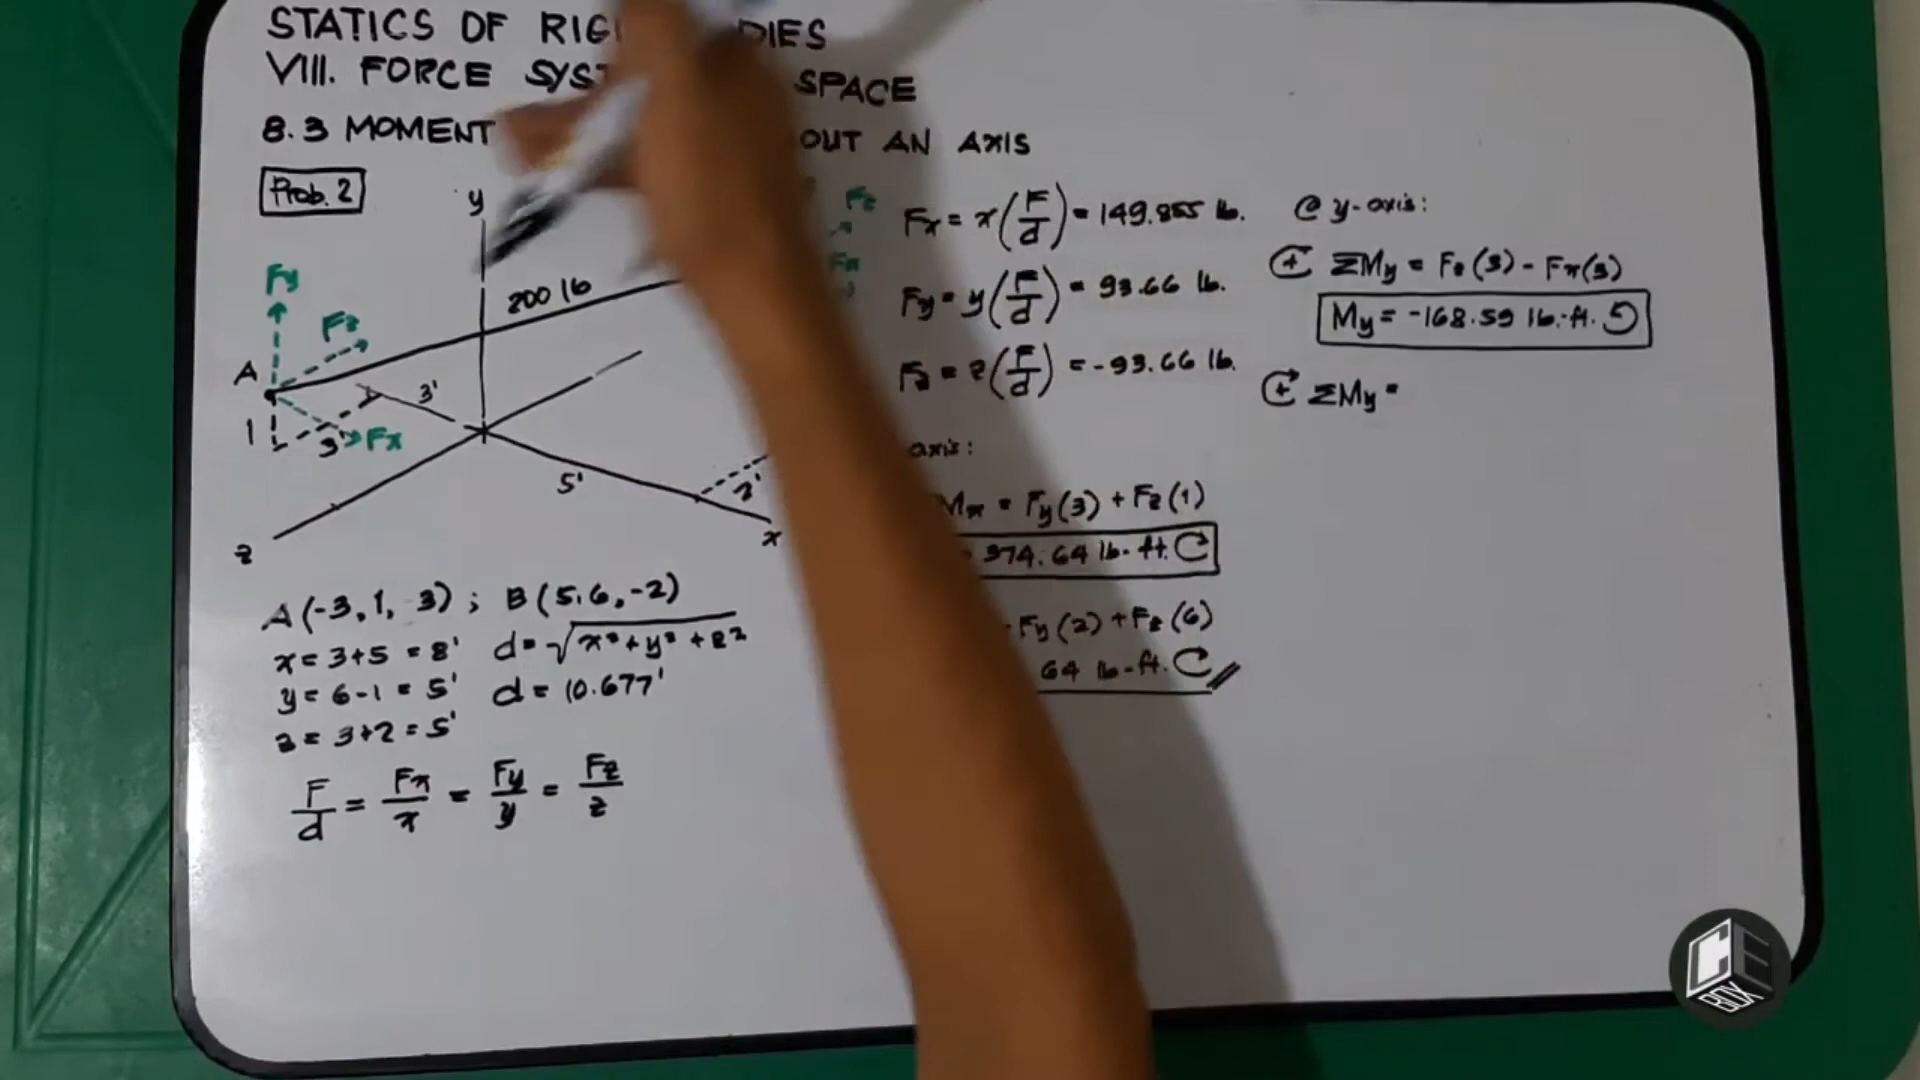 STATICS OF DIES
VIII. FORCE SPACE
8.3 MOMENT OUT AN AXIS
Prob. 2
y
200 lb
Fy
Fz
A
1
3'
3'
Fx
5'
2'
z
x
Fz
Fx
A(-3, 1, 3) ; B(5,6,-2)
x = 3+5 = 8' d = √x²+y²+z²
y = 6-1 = 5' d = 10.677'
z = 3+2 = 5'
F/d = Fx/x = Fy/y = Fz/z
Fx = x(F/d) = 149.855 lb.
Fy = y(F/d) = 93.66 lb.
Fz = z(F/d) = -93.66 lb.
axis:
Mx = Fy(3) + Fz(1)
374.64 lb-ft.
Fy(2) + Fz(6)
64 lb-ft.
@ y-axis:
+ ΣMy = Fz(3) - Fx(3)
My = -168.59 lb.-ft.
+ ΣMy =
CE BOX